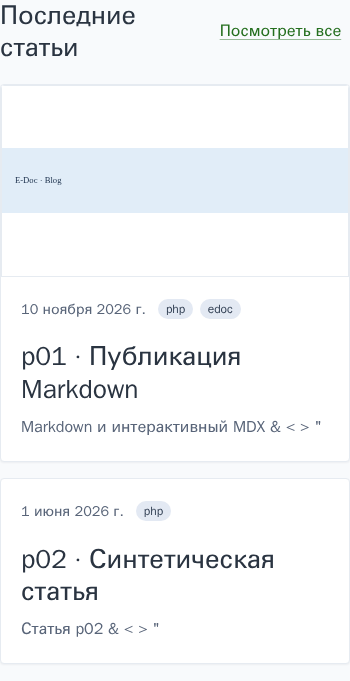 Последние
статьи
Посмотреть все
E-Doc · Blog
10 ноября 2026 г. php edoc
p01 · Публикация
Markdown
Markdown и интерактивный MDX & < > "
1 июня 2026 г. php
p02 · Синтетическая
статья
Статья p02 & < > "